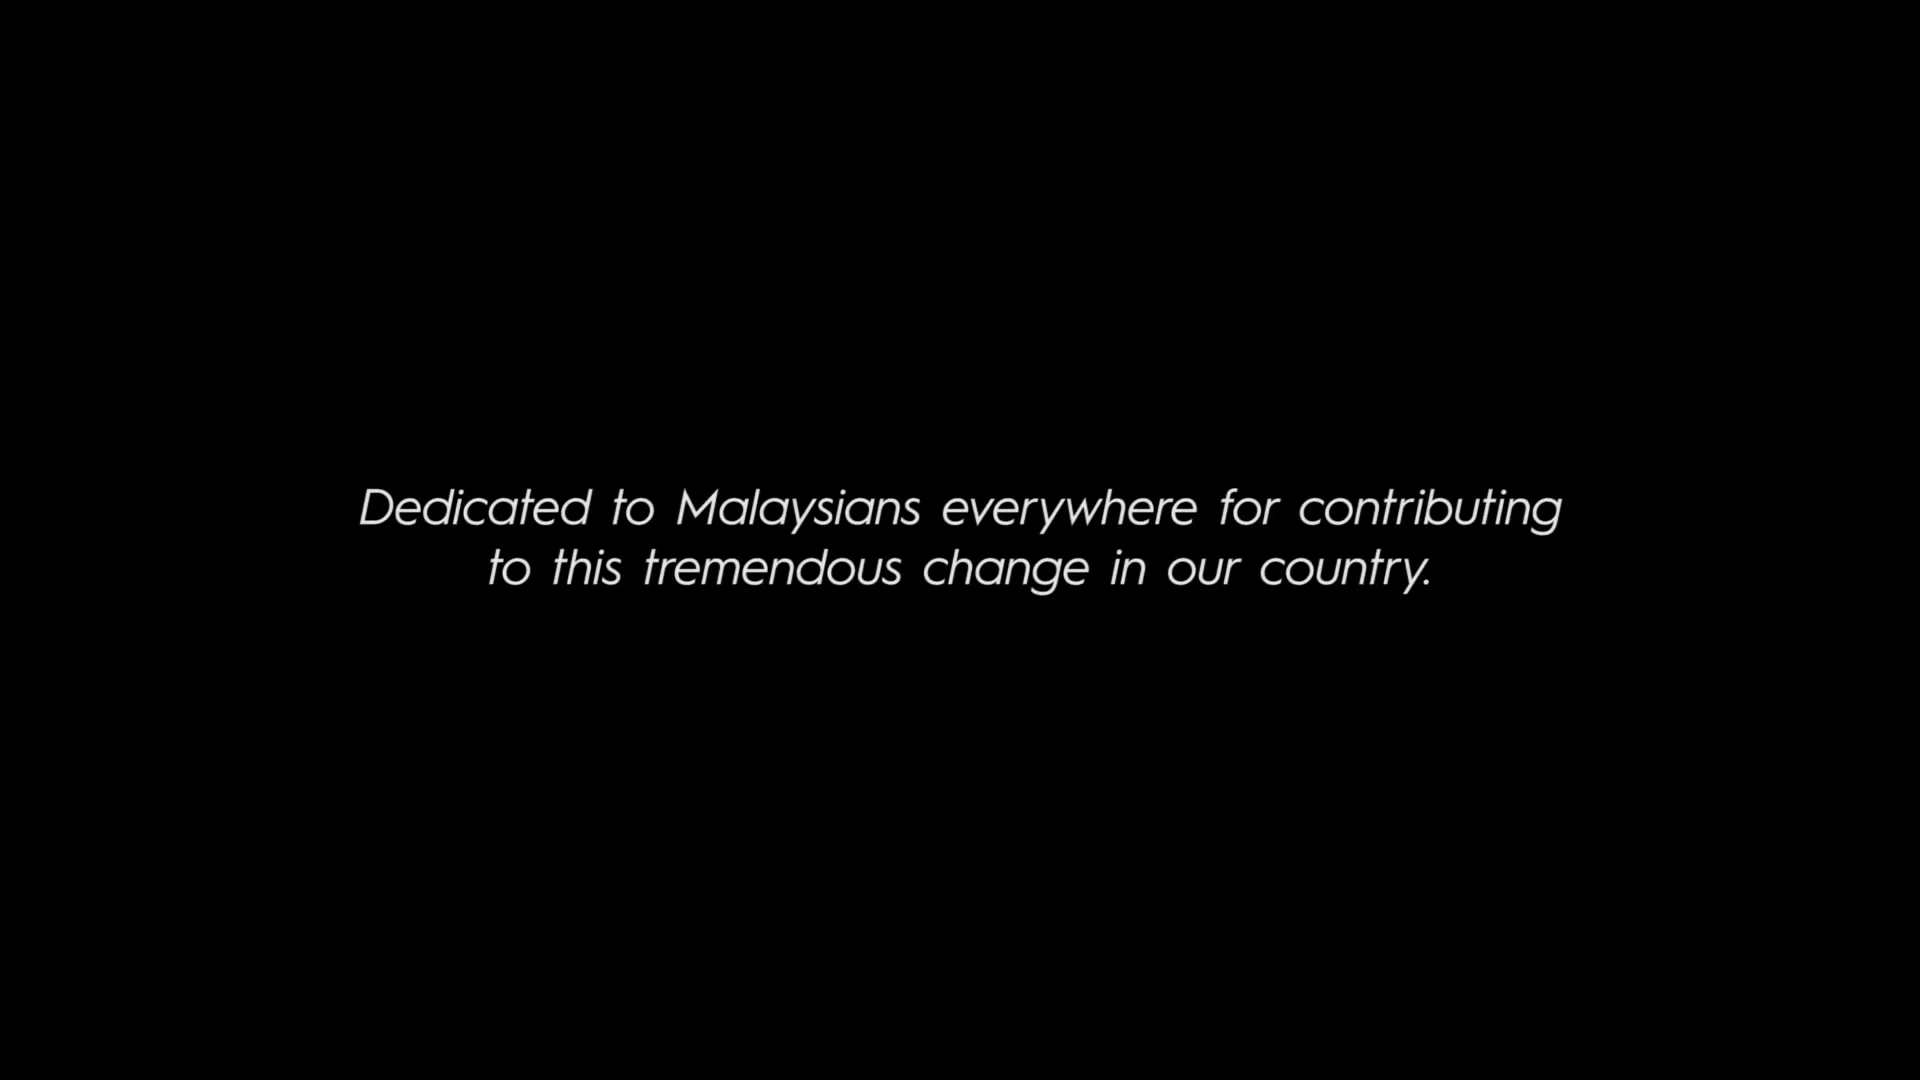 Dedicated to Malaysians everywhere for contributing
to this tremendous change in our country.